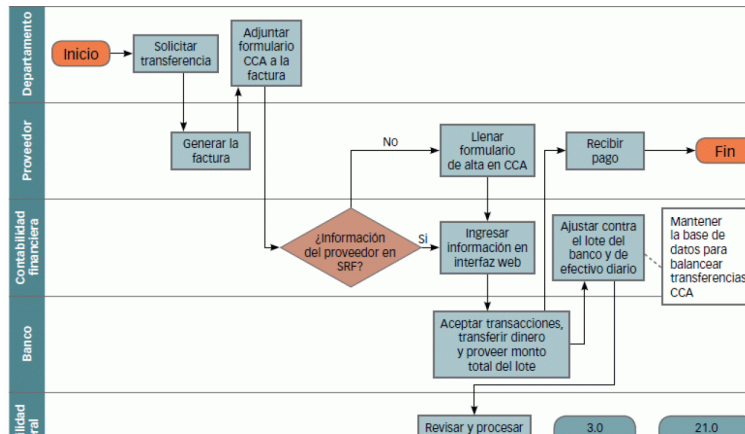 Departamento
Inicio
Solicitar
transferencia
Adjuntar
formulario
CCA a la
factura
Proveedor
Generar la
factura
No
Llenar
formulario
de alta en CCA
Recibir
pago
Fin
Contabilidad
financiera
¿Información
del proveedor en
SRF?
Si
Ingresar
información en
interfaz web
Ajustar contra
el lote del
banco y de
efectivo diario
Mantener
la base de
datos para
balancear
transferencias
CCA
Banco
Aceptar transacciones,
transferir dinero
y proveer monto
total del lote
Revisar y procesar
3.0
21.0